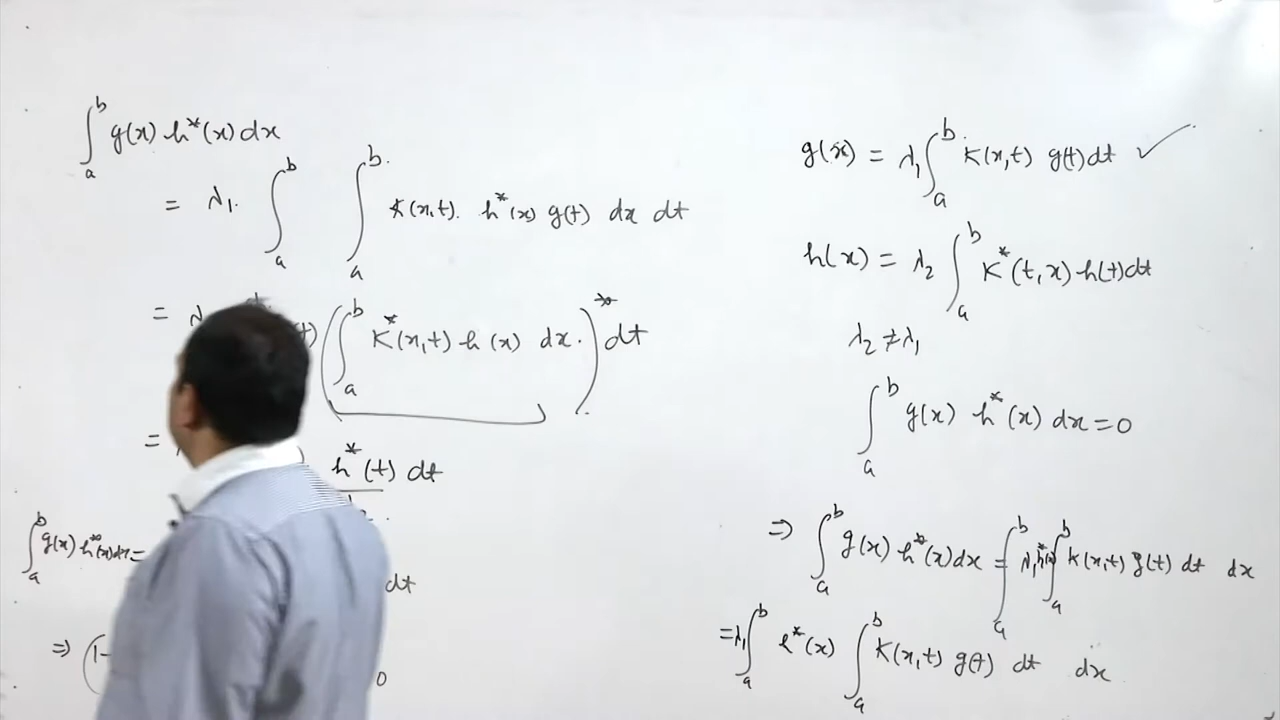 ∫_a^b g(x) h*(x) dx
= λ₁. ∫_a^b ∫_a^b K(x,t). h*(x) g(t) dx dt
= λ t) ( ∫_a^b K*(x,t) h(x) dx. )* dt
= h*(t) dt
∫_a^b g(x) h*(x) dx =
dt
⇒ (1- 0
g(x) = λ₁ ∫_a^b K(x,t) g(t) dt ✓
h(x) = λ₂ ∫_a^b K*(t,x) h(t) dt
λ₂ ≠ λ₁
∫_a^b g(x) h*(x) dx = 0
⇒ ∫_a^b g(x) h*(x) dx = ∫_a^b λ₁ h*(x) ∫_a^b K(x,t) g(t) dt dx
= λ₁ ∫_a^b h*(x) ∫_a^b K(x,t) g(t) dt dx